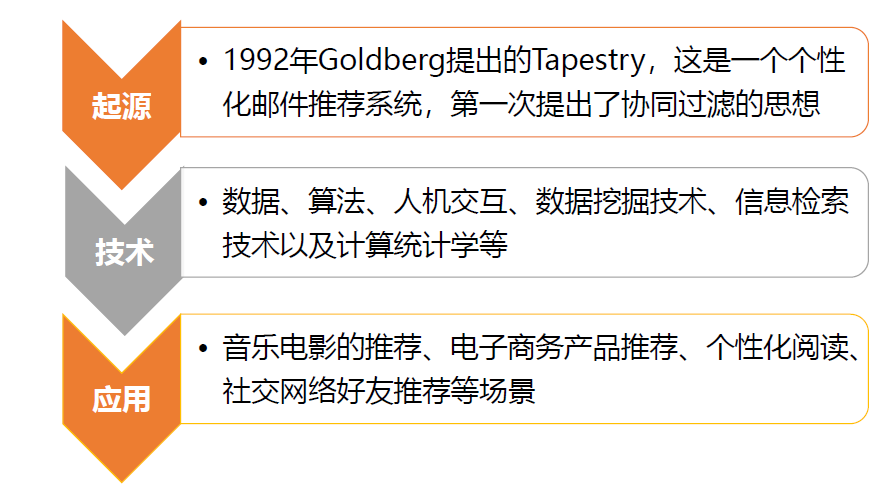 起源
• 1992年Goldberg提出的Tapestry，这是一个个性
化邮件推荐系统，第一次提出了协同过滤的思想
技术
• 数据、算法、人机交互、数据挖掘技术、信息检索
技术以及计算统计学等
应用
• 音乐电影的推荐、电子商务产品推荐、个性化阅读、
社交网络好友推荐等场景